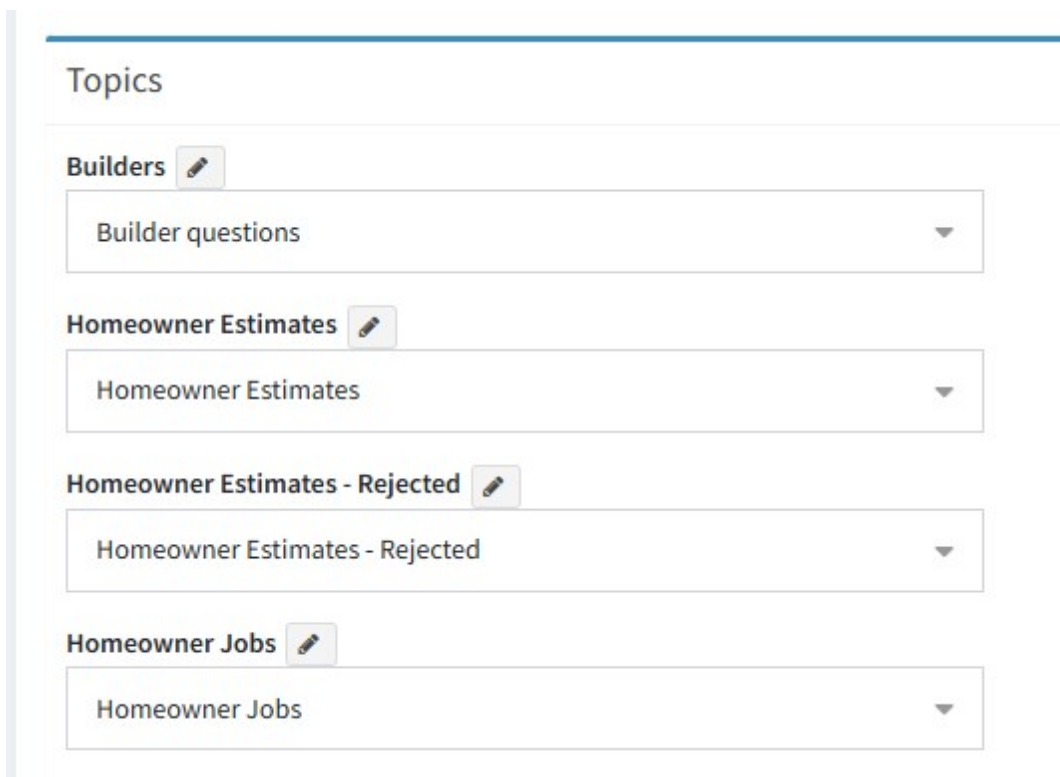 Topics
Builders
Builder questions
Homeowner Estimates
Homeowner Estimates
Homeowner Estimates - Rejected
Homeowner Estimates - Rejected
Homeowner Jobs
Homeowner Jobs